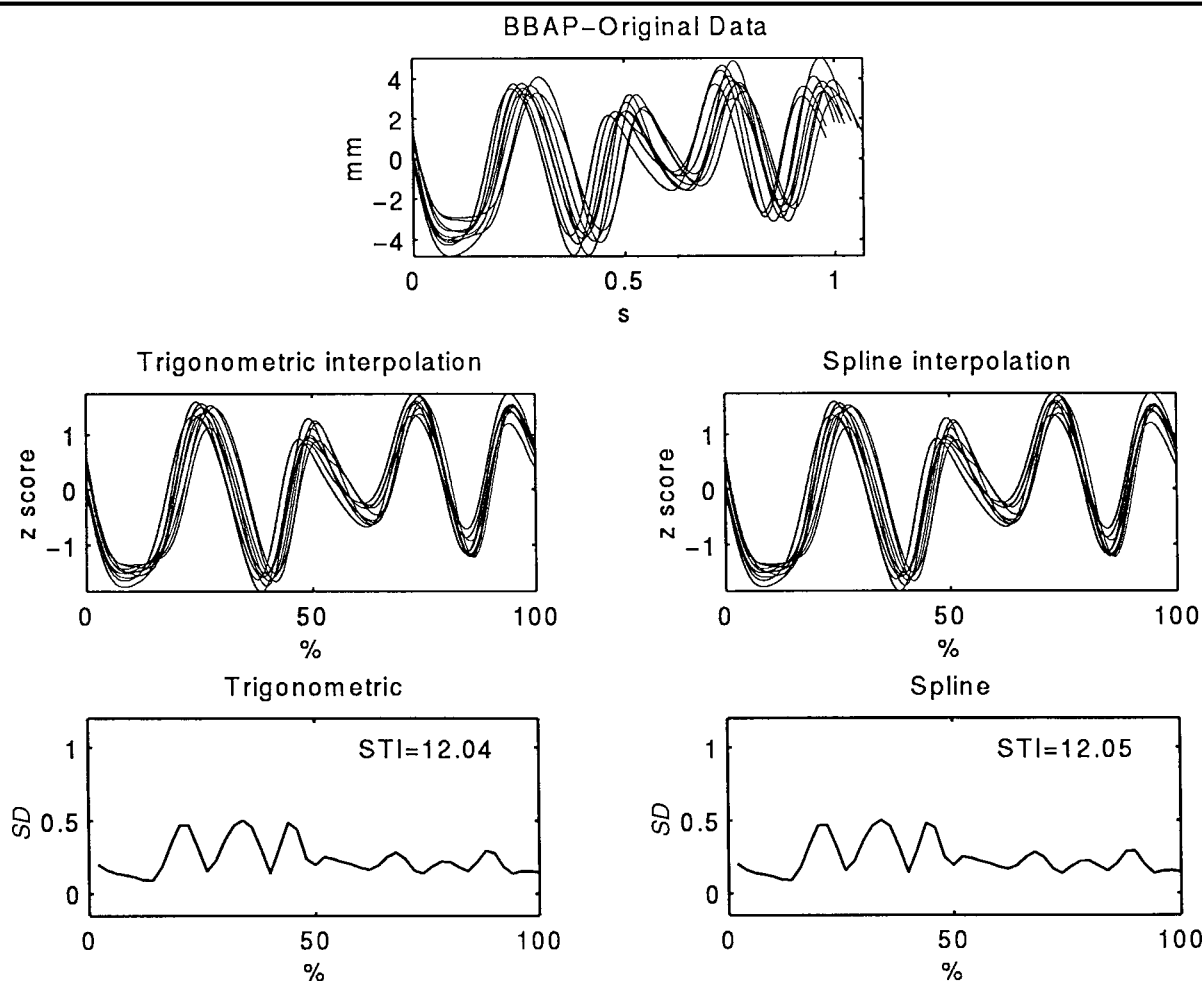 BBAP-Original Data
4
2
0
-2
-4
mm
0 0.5 1
s
Trigonometric interpolation Spline interpolation
1
0
-1
z score
0 50 100
%
1
0
-1
z score
0 50 100
%
Trigonometric Spline
STI=12.04
1
0.5
0
SD
0 50 100
%
STI=12.05
1
0.5
0
SD
0 50 100
%